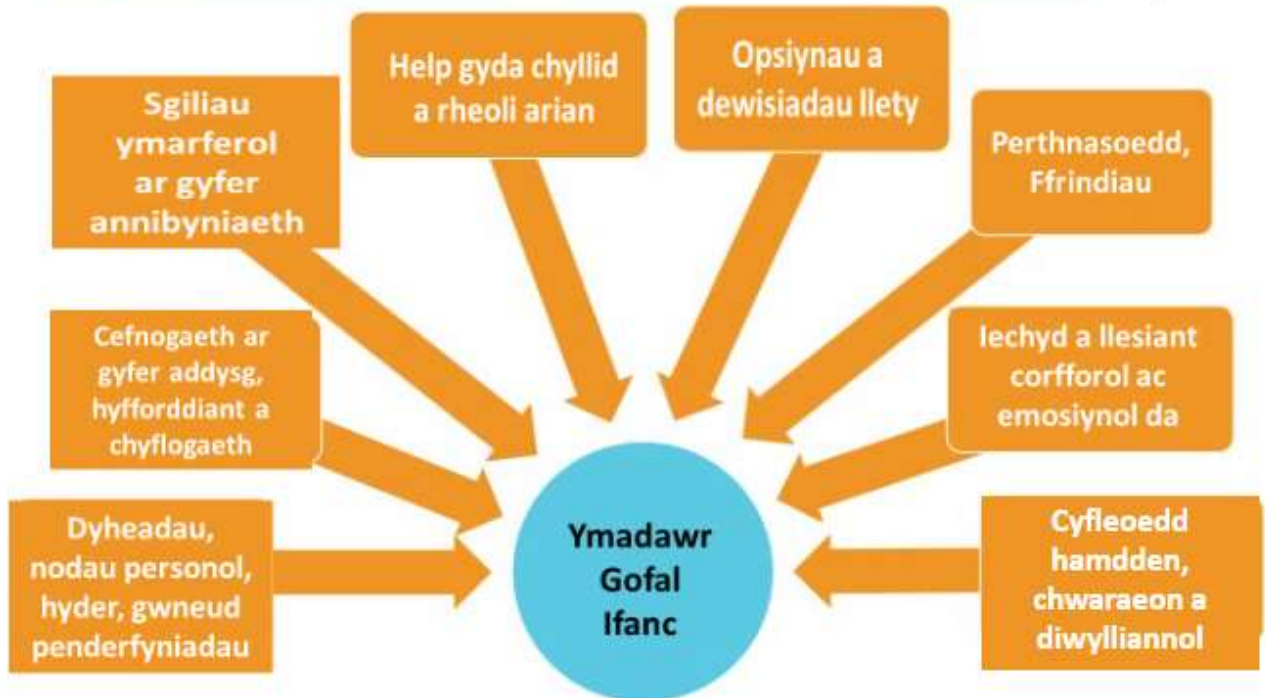 Sgiliau
ymarferol
ar gyfer
annibyniaeth
Help gyda chyllid
a rheoli arian
Opsiynau a
dewisiadau llety
Perthnasoedd,
Ffrindiau
Cefnogaeth ar
gyfer addysg,
hyfforddiant a
chyflogaeth
Iechyd a llesiant
corfforol ac
emosiynol da
Dyheadau,
nodau personol,
hyder, gwneud
penderfyniadau
Ymadawr
Gofal
Ifanc
Cyfleoedd
hamdden,
chwaraeon a
diwylliannol